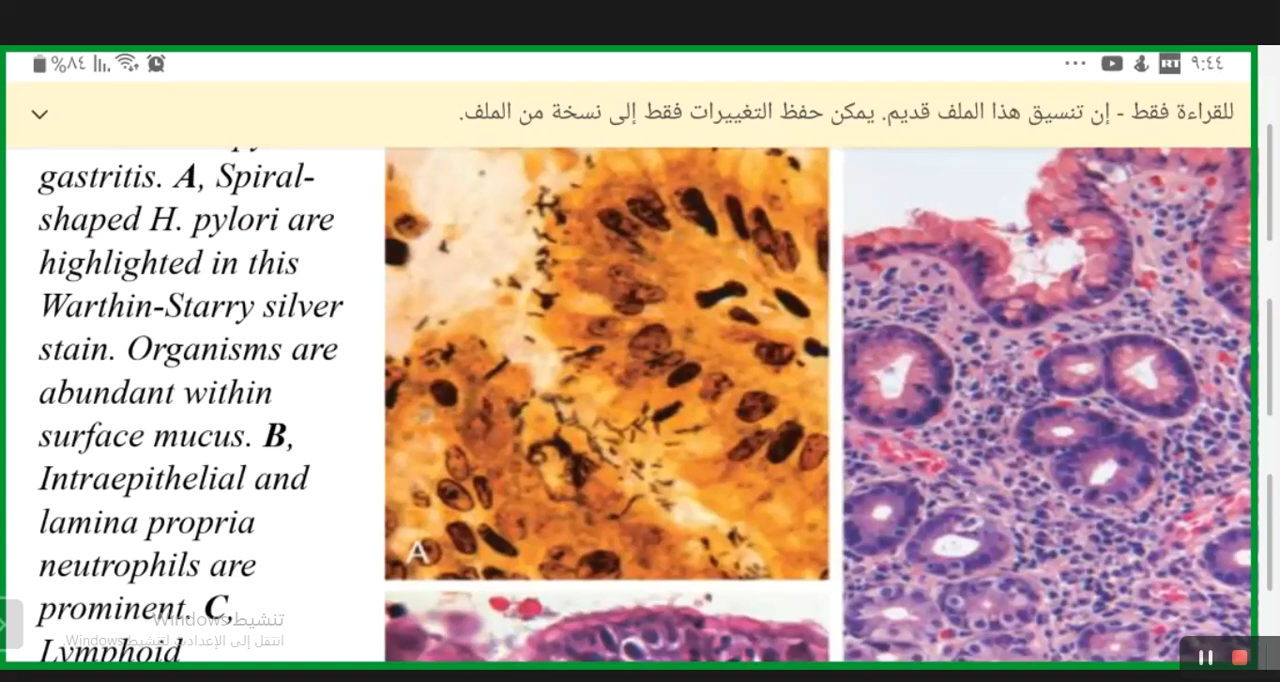 %٨٤
RT ٩:٤٤
للقراءة فقط - إن تنسيق هذا الملف قديم. يمكن حفظ التغييرات فقط إلى نسخة من الملف.
gastritis. A, Spiral-
shaped H. pylori are
highlighted in this
Warthin-Starry silver
stain. Organisms are
abundant within
surface mucus. B,
Intraepithelial and
lamina propria
neutrophils are
prominent. C,
Lymphoid
A
تنشيط Windows
انتقل إلى الإعدادات لتنشيط Windows